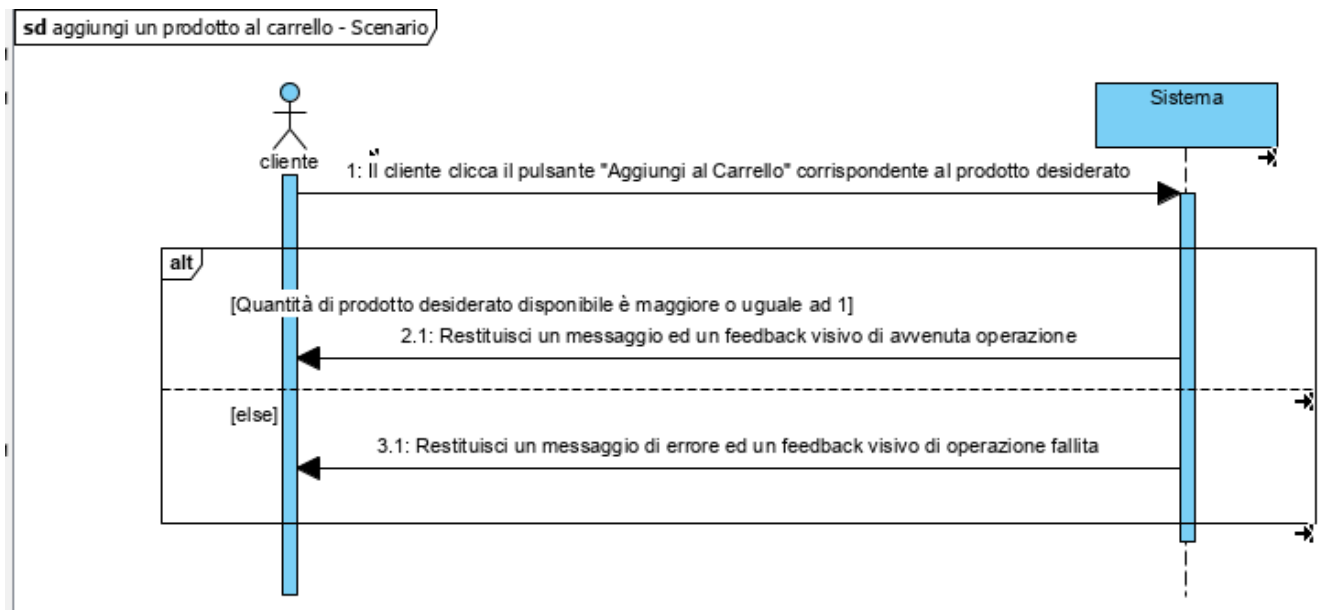 sd aggiungi un prodotto al carrello - Scenario
cliente
Sistema
1: Il cliente clicca il pulsante "Aggiungi al Carrello" corrispondente al prodotto desiderato
alt
[Quantità di prodotto desiderato disponibile è maggiore o uguale ad 1]
2.1: Restituisci un messaggio ed un feedback visivo di avvenuta operazione
[else]
3.1: Restituisci un messaggio di errore ed un feedback visivo di operazione fallita